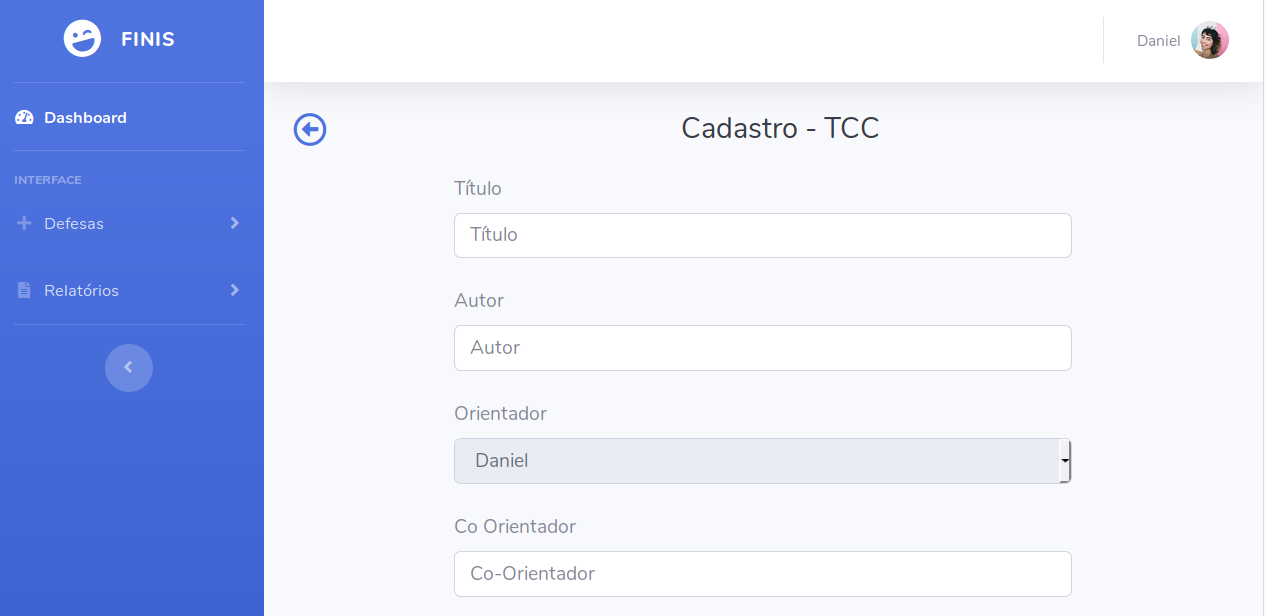 FINIS
Dashboard
INTERFACE
Defesas
Relatórios
Daniel
Cadastro - TCC
Título
Título
Autor
Autor
Orientador
Daniel
Co Orientador
Co-Orientador